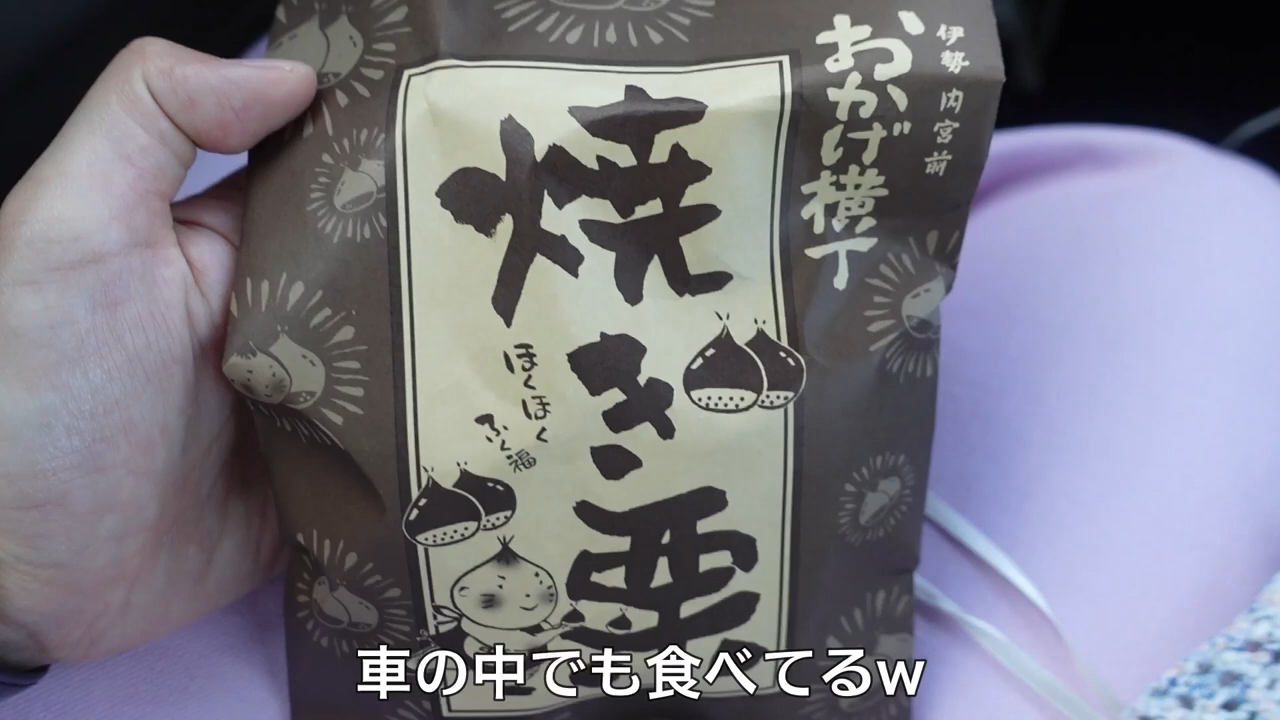 伊勢 内宮前
おかげ横丁
焼き栗
ほくほく
ふく福
車の中でも食べてるw